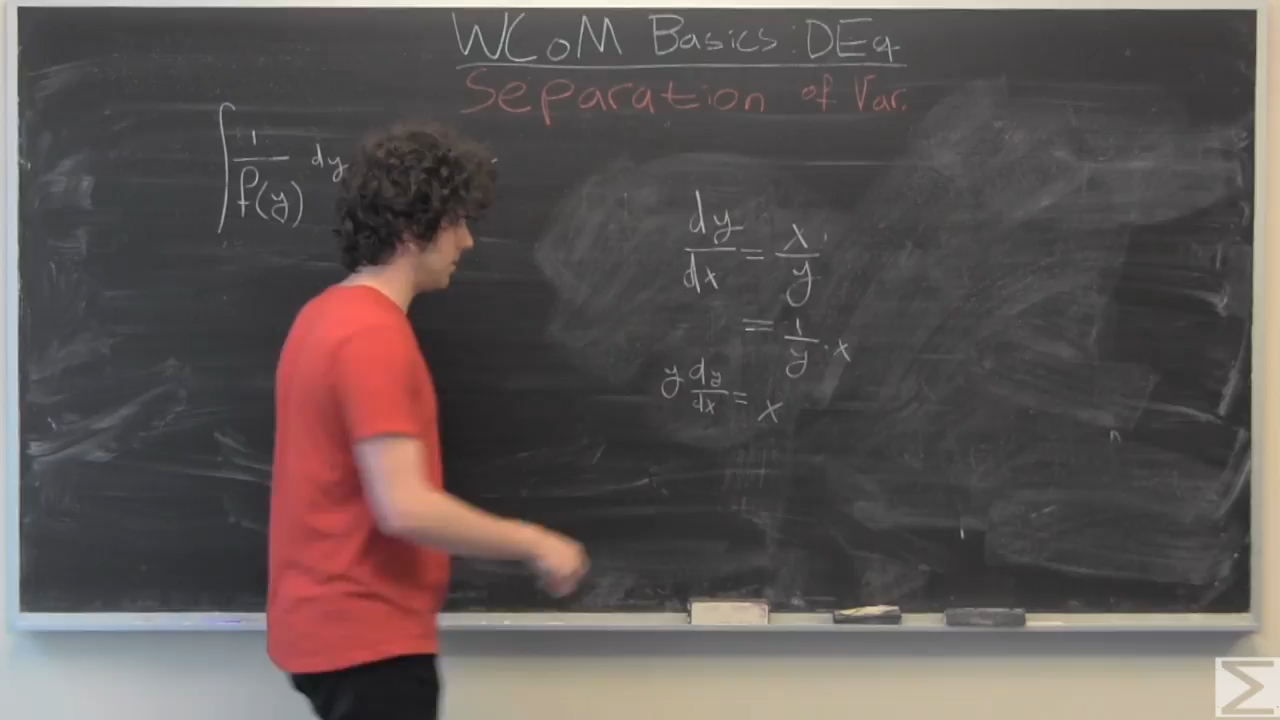 WCoM Basics: DEq
Separation of Var.
∫ 1/f(y) dy
dy/dx = x/y
= 1/y · x
y dy/dx = x
Σ